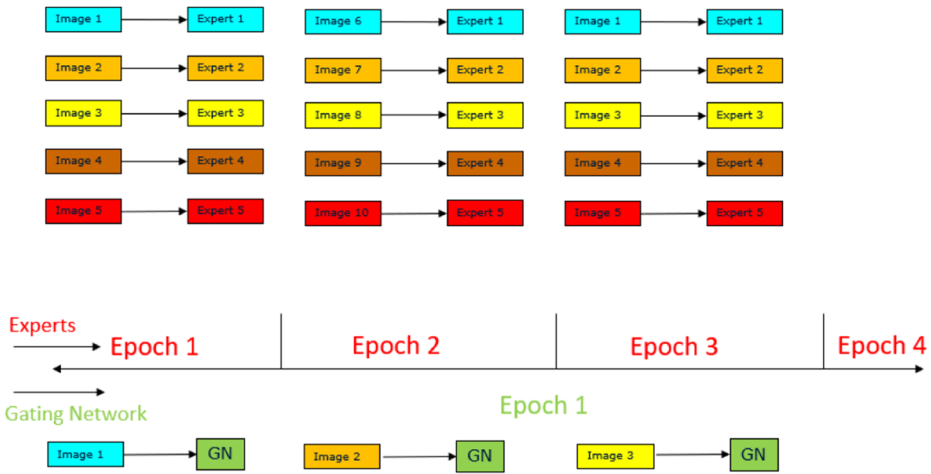 Image 1 Expert 1 Image 6 Expert 1 Image 1 Expert 1
Image 2 Expert 2 Image 7 Expert 2 Image 2 Expert 2
Image 3 Expert 3 Image 8 Expert 3 Image 3 Expert 3
Image 4 Expert 4 Image 9 Expert 4 Image 4 Expert 4
Image 5 Expert 5 Image 10 Expert 5 Image 5 Expert 5
Experts
Epoch 1 Epoch 2 Epoch 3 Epoch 4
Gating Network
Epoch 1
Image 1 GN Image 2 GN Image 3 GN